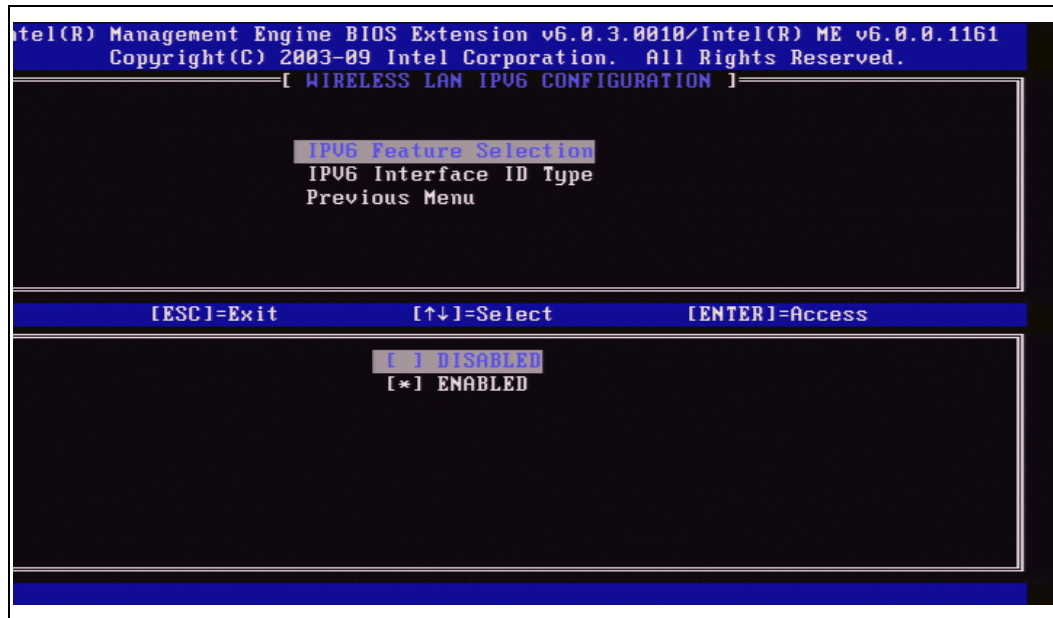 ntel(R) Management Engine BIOS Extension v6.0.3.0010/Intel(R) ME v6.0.0.1161
Copyright(C) 2003-09 Intel Corporation. All Rights Reserved.
[ WIRELESS LAN IPV6 CONFIGURATION ]
IPV6 Feature Selection
IPV6 Interface ID Type
Previous Menu
[ESC]=Exit [↑↓]=Select [ENTER]=Access
[ ] DISABLED
[*] ENABLED